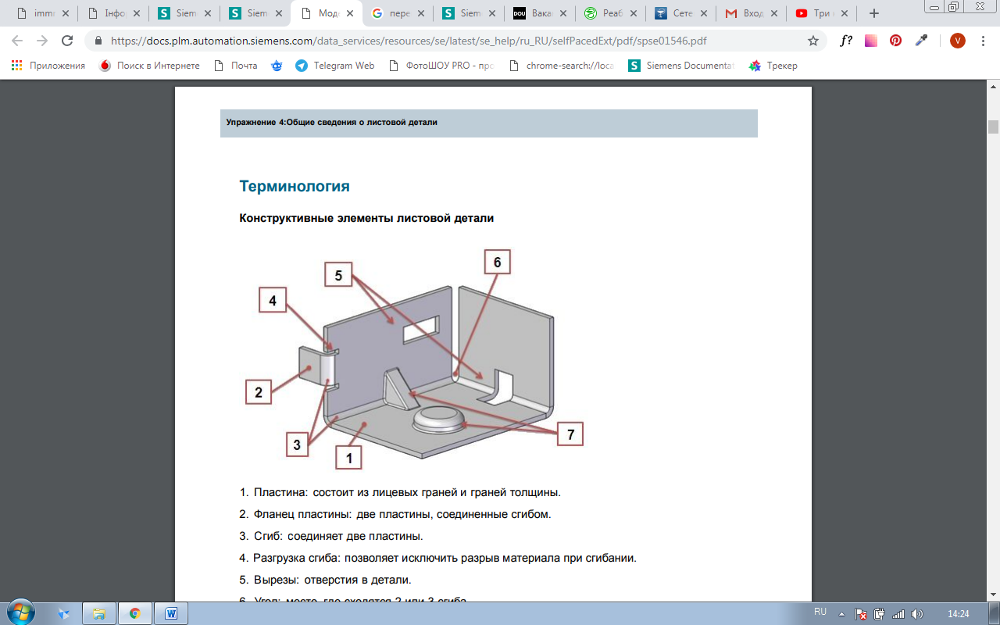 imm
Інфор
Siem
Siem
Мод
пере
Siem
DOU
Вака
Реаб
Сете
Вход
Три
https://docs.plm.automation.siemens.com/data_services/resources/se/latest/se_help/ru_RU/selfPacedExt/pdf/spse01546.pdf
f?
V
Приложения
Поиск в Интернете
Почта
Telegram Web
ФотоШОУ PRO - про
chrome-search://loca
Siemens Documentat
Трекер
Упражнение 4:Общие сведения о листовой детали
Терминология
Конструктивные элементы листовой детали
6
5
4
2
3
1
7
1. Пластина: состоит из лицевых граней и граней толщины.
2. Фланец пластины: две пластины, соединенные сгибом.
3. Сгиб: соединяет две пластины.
4. Разгрузка сгиба: позволяет исключить разрыв материала при сгибании.
5. Вырезы: отверстия в детали.
6. Угол: место, где сходятся 2 или 3 сгиба.
RU
14:24